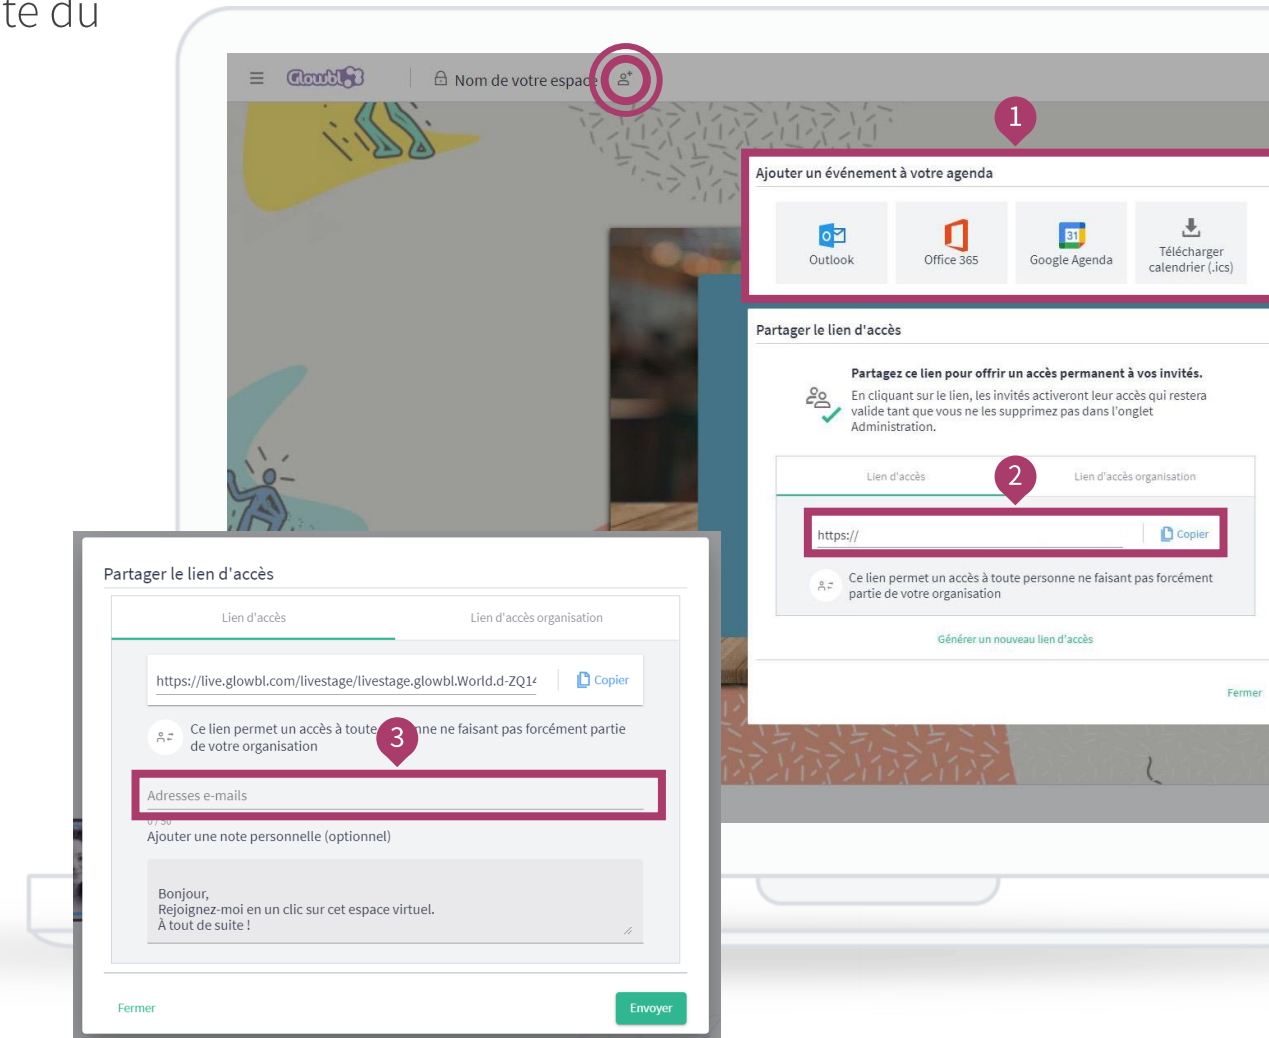 te du
Glowbl
Nom de votre espace
1
Ajouter un événement à votre agenda
Outlook
Office 365
31
Google Agenda
Télécharger
calendrier (.ics)
Partager le lien d'accès
Partagez ce lien pour offrir un accès permanent à vos invités.
En cliquant sur le lien, les invités activeront leur accès qui restera
valide tant que vous ne les supprimez pas dans l'onglet
Administration.
Lien d'accès
2
Lien d'accès organisation
https://
Copier
Ce lien permet un accès à toute personne ne faisant pas forcément
partie de votre organisation
Générer un nouveau lien d'accès
Fermer
Partager le lien d'accès
Lien d'accès
Lien d'accès organisation
https://live.glowbl.com/livestage/livestage.glowbl.World.d-ZQ14
Copier
Ce lien permet un accès à toute nne ne faisant pas forcément partie
de votre organisation
3
Adresses e-mails
0 / 50
Ajouter une note personnelle (optionnel)
Bonjour,
Rejoignez-moi en un clic sur cet espace virtuel.
À tout de suite !
Fermer
Envoyer